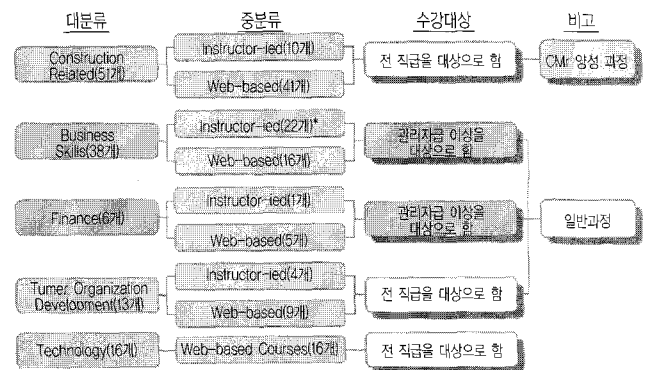 대분류 중분류 수강대상 비고
Construction
Related(51개)
Instructor-led(10개)
Web-based(41개)
전 직급을 대상으로 함
CMr 양성 과정
Business
Skills(38개)
Instructor-led(22개)*
Web-based(16개)
관리자급 이상을
대상으로 함
Finance(6개)
Instructor-led(1개)
Web-based(5개)
관리자급 이상을
대상으로 함
일반과정
Turner Organization
Development(13개)
Instructor-led(4개)
Web-based(9개)
전 직급을 대상으로 함
Technology(16개)
Web-based Courses(16개)
전 직급을 대상으로 함